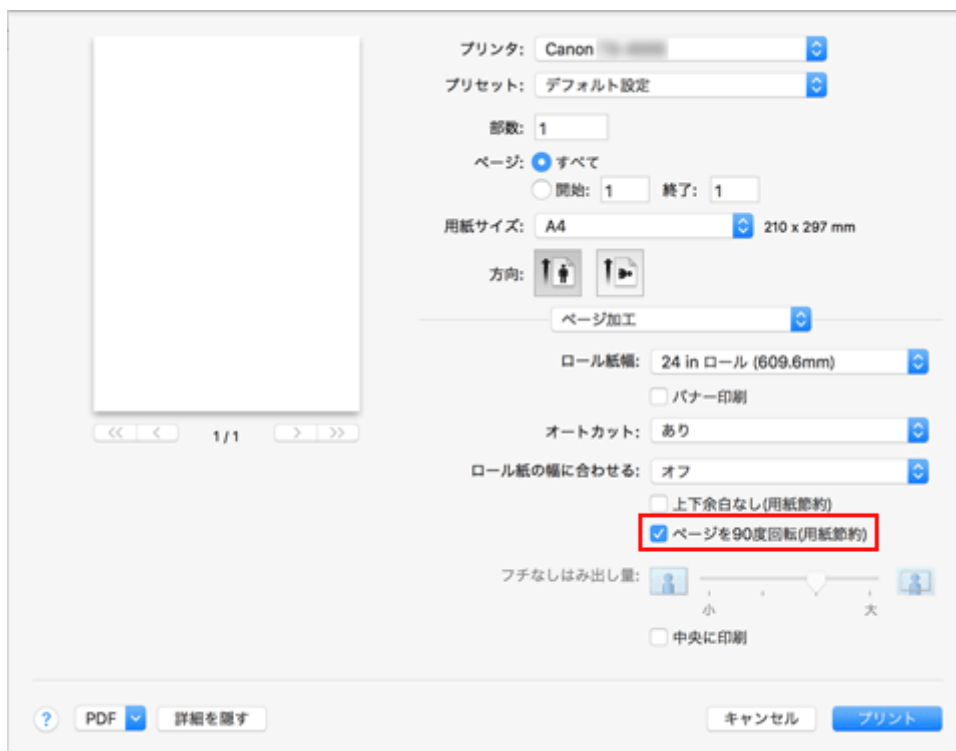 プリンタ: Canon
プリセット: デフォルト設定
部数: 1
ページ: すべて
開始: 1 終了: 1
用紙サイズ: A4 210 x 297 mm
方向:
ページ加工
ロール紙幅: 24 in ロール (609.6mm)
バナー印刷
オートカット: あり
ロール紙の幅に合わせる: オフ
上下余白なし(用紙節約)
ページを90度回転(用紙節約)
フチなしはみ出し量:
小 大
中央に印刷
<< < 1 / 1 > >>
? PDF 詳細を隠す キャンセル プリント